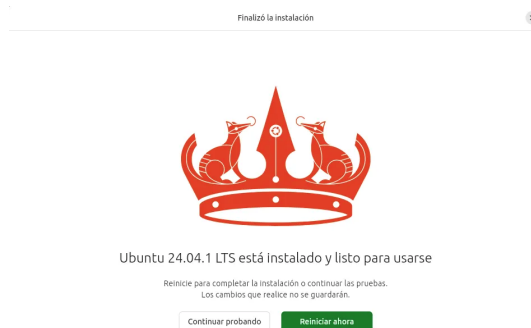 Finalizó la instalación
Ubuntu 24.04.1 LTS está instalado y listo para usarse
Reinicie para completar la instalación o continuar las pruebas.
Los cambios que realice no se guardarán.
Continuar probando
Reiniciar ahora